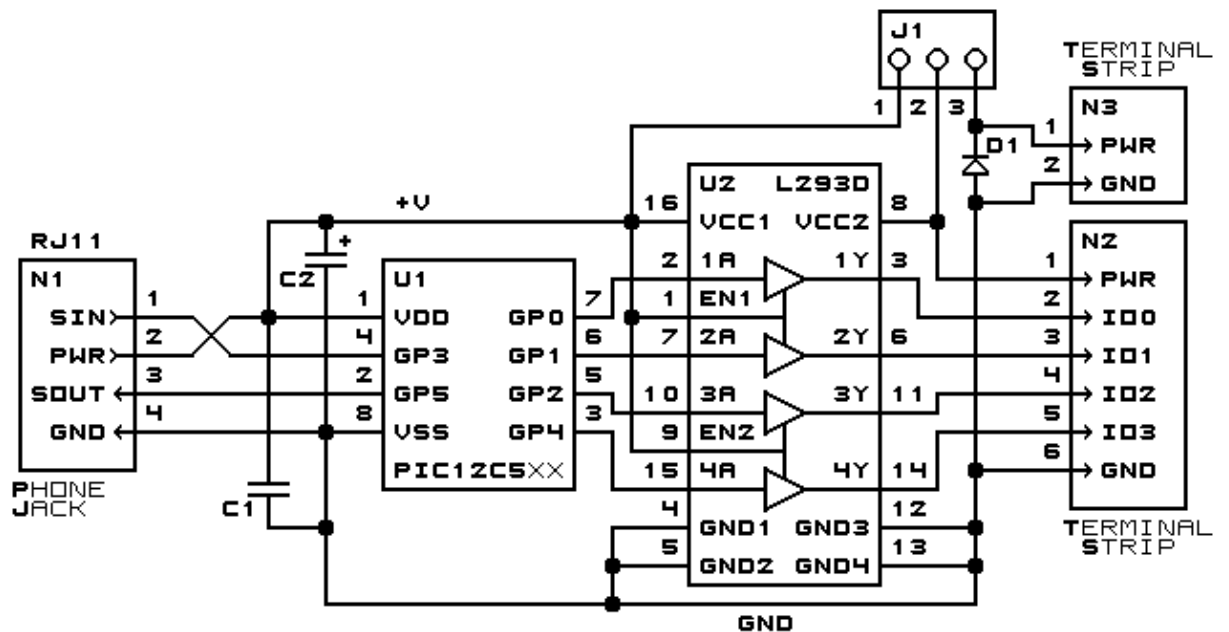 J1
1 2 3
TERMINAL
STRIP
N3
1 PWR
2 GND
D1
RJ11
N1
SIN 1
PWR 2
SOUT 3
GND 4
PHONE
JACK
+V
C2 +
C1
U1
1 VDD GP0 7
4 GP3 GP1 6
2 GP5 GP2 5
8 VSS GP4 3
PIC12C5XX
U2 L293D
16 VCC1 VCC2 8
2 1A 1Y 3
1 EN1
7 2A 2Y 6
10 3A 3Y 11
9 EN2
15 4A 4Y 14
4 GND1 GND3 12
5 GND2 GND4 13
GND
N2
1 PWR
2 IO0
3 IO1
4 IO2
5 IO3
6 GND
TERMINAL
STRIP